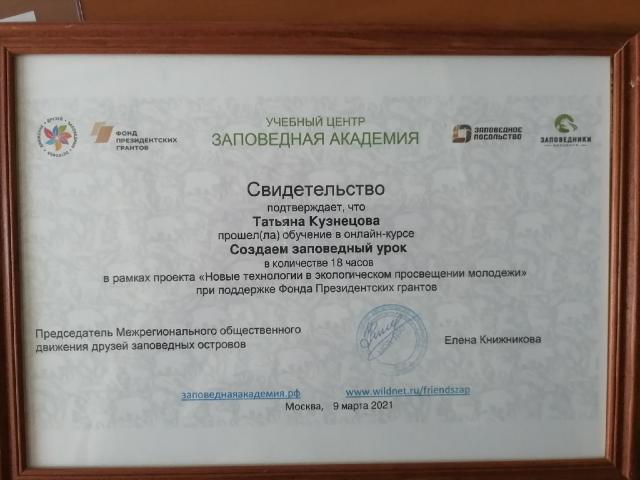 ФОНД
ПРЕЗИДЕНТСКИХ
ГРАНТОВ
УЧЕБНЫЙ ЦЕНТР
ЗАПОВЕДНАЯ АКАДЕМИЯ
ЗАПОВЕДНОЕ
ПОСОЛЬСТВО
ЗАПОВЕДНИКИ
Свидетельство
подтверждает, что
Татьяна Кузнецова
прошел(ла) обучение в онлайн-курсе
Создаем заповедный урок
в количестве 18 часов
в рамках проекта «Новые технологии в экологическом просвещении молодежи»
при поддержке Фонда Президентских грантов
Председатель Межрегионального общественного
движения друзей заповедных островов
Елена Книжникова
заповеднаяакадемия.рф www.wildnet.ru/friendszap
Москва, 9 марта 2021